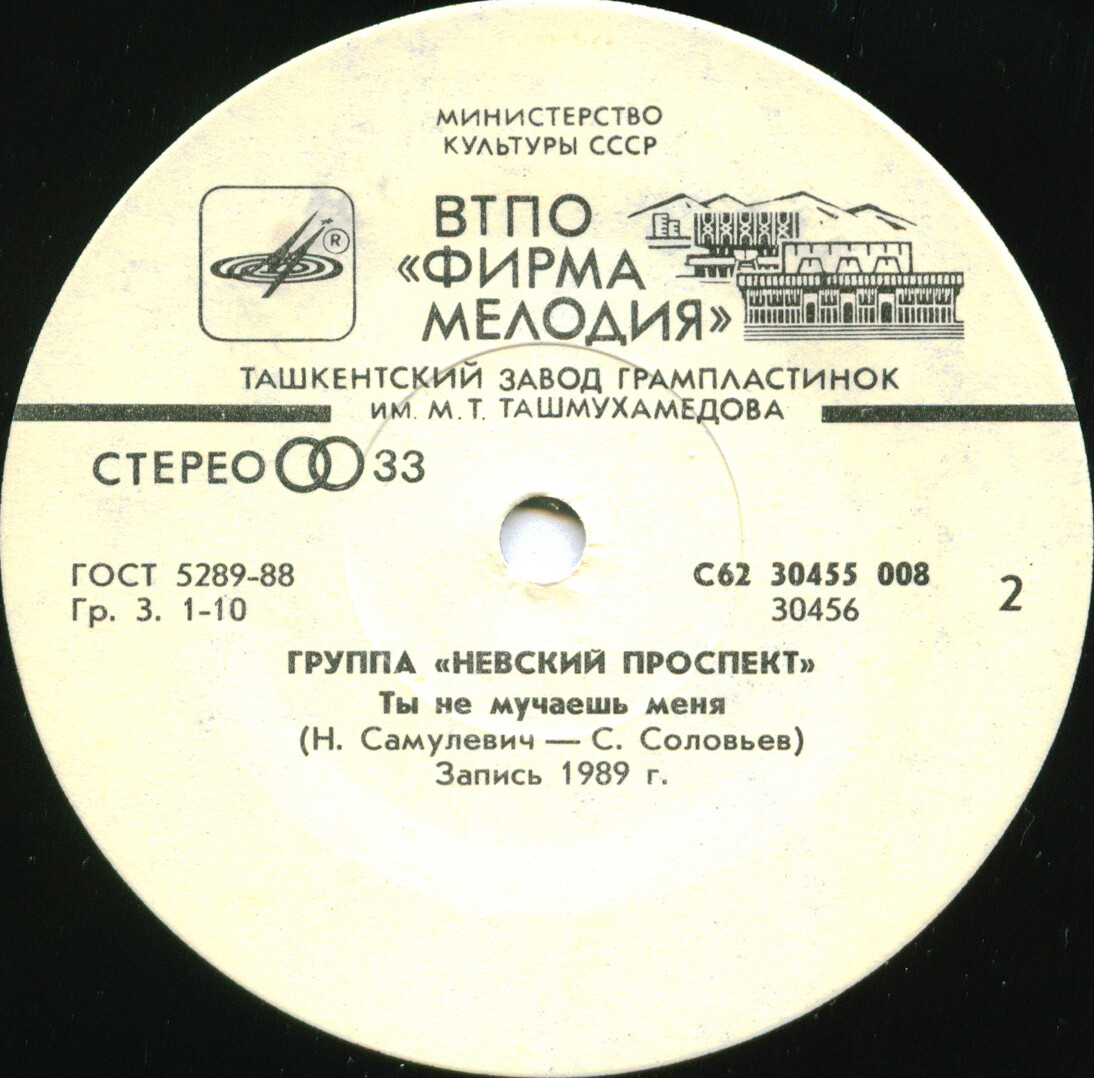 МИНИСТЕРСТВО
КУЛЬТУРЫ СССР
ВТПО
«ФИРМА
МЕЛОДИЯ»
®
ТАШКЕНТСКИЙ ЗАВОД ГРАМПЛАСТИНОК
ИМ. М. Т. ТАШМУХАМЕДОВА
СТЕРЕО 33
ГОСТ 5289-88
Гр. 3. 1-10
С62 30455 008
30456
2
ГРУППА «НЕВСКИЙ ПРОСПЕКТ»
Ты не мучаешь меня
(Н. Самулевич — С. Соловьев)
Запись 1989 г.